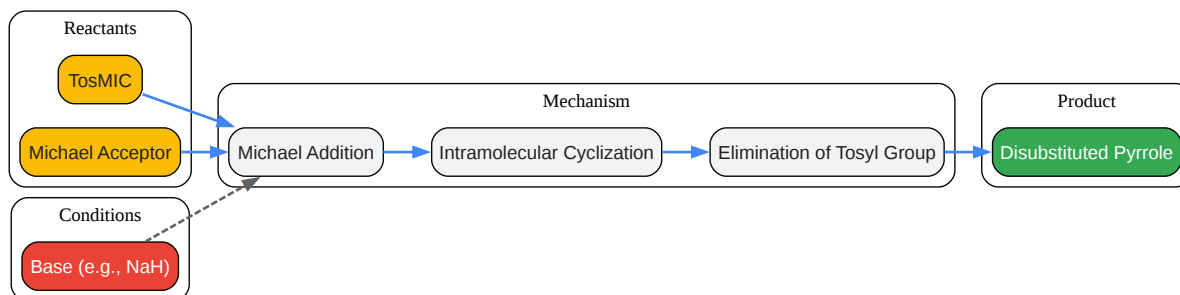 Reactants
TosMIC
Michael Acceptor
Conditions
Base (e.g., NaH)
Mechanism
Michael Addition
Intramolecular Cyclization
Elimination of Tosyl Group
Product
Disubstituted Pyrrole